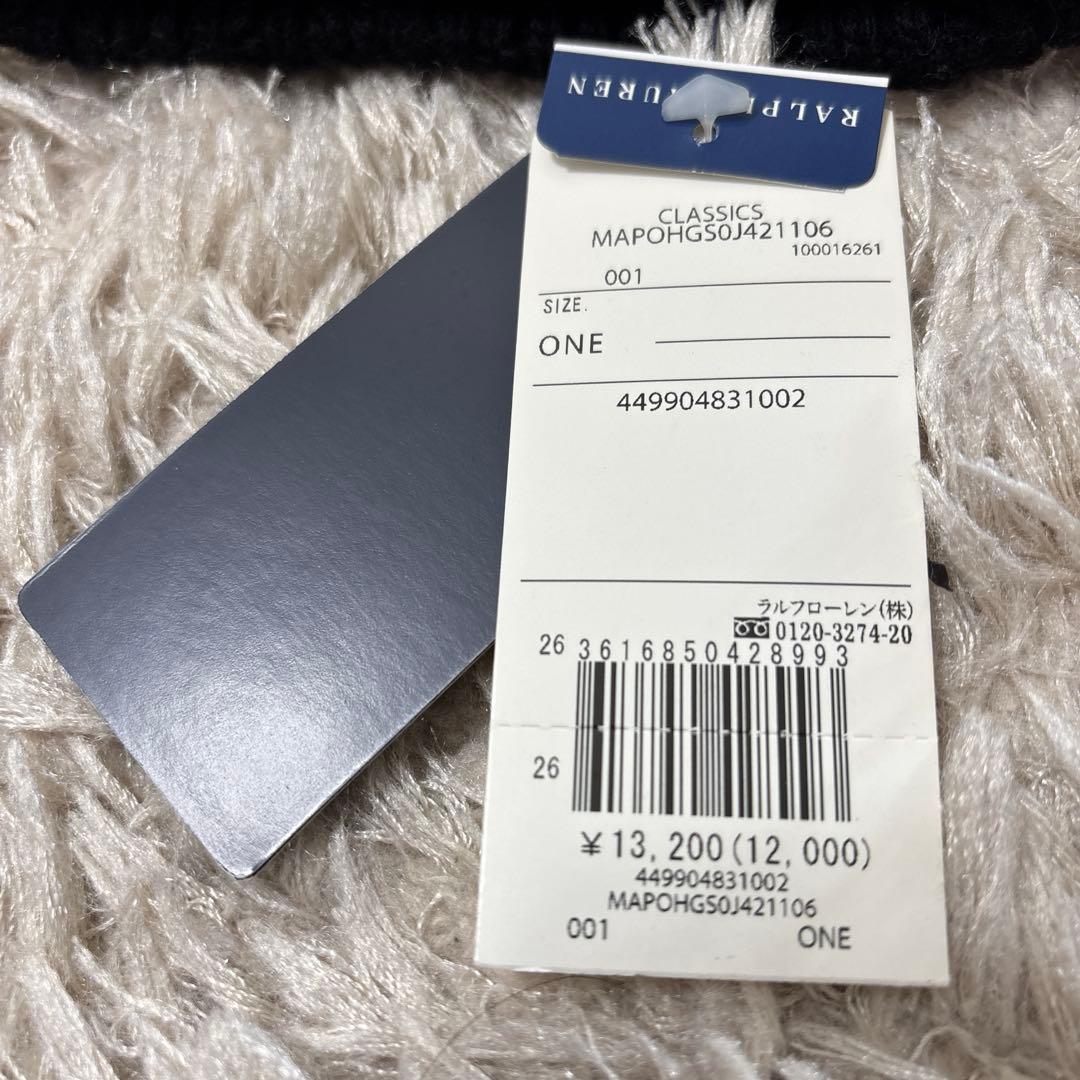 RALPH LAUREN
CLASSICS
MAPOHGS0J421106
100016261
001
SIZE.
ONE
449904831002
ラルフローレン(株)
0120-3274-20
26 3616850428993
26
¥13,200(12,000)
449904831002
MAPOHGS0J421106
001 ONE